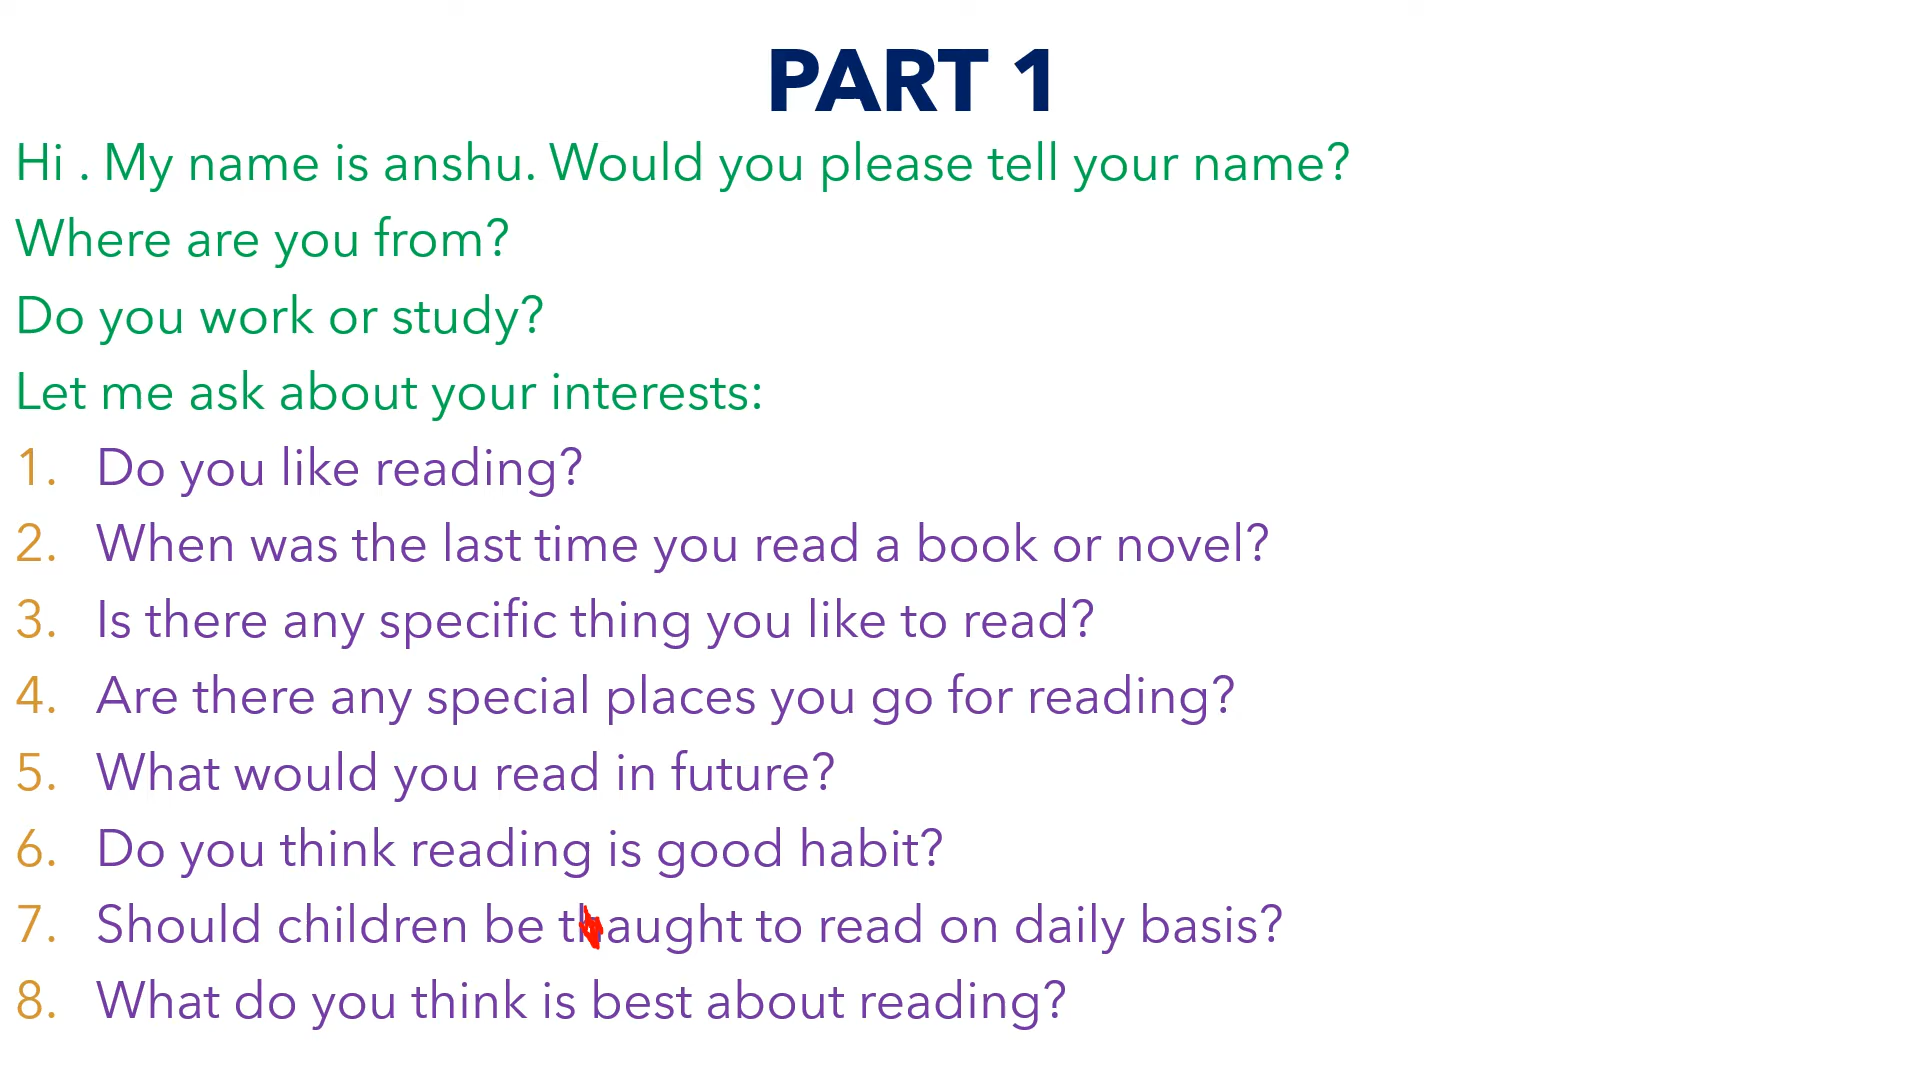 PART 1
Hi . My name is anshu. Would you please tell your name?
Where are you from?
Do you work or study?
Let me ask about your interests:
1. Do you like reading?
2. When was the last time you read a book or novel?
3. Is there any specific thing you like to read?
4. Are there any special places you go for reading?
5. What would you read in future?
6. Do you think reading is good habit?
7. Should children be thaught to read on daily basis?
8. What do you think is best about reading?